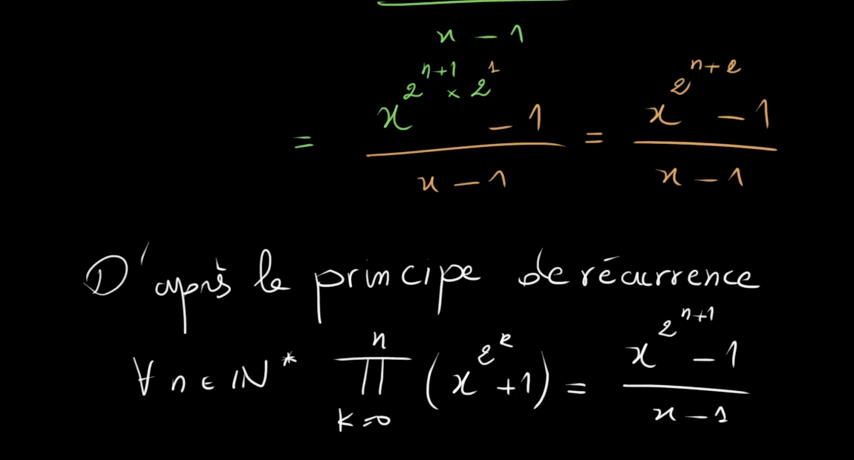 x - 1
= x^{2^{n+1} × 2^1} - 1 / x - 1 = x^{2^{n+2}} - 1 / x - 1
D'après le principe de récurrence
∀ n ∈ IN* ∏_{k=0}^{n} (x^{2^k} + 1) = x^{2^{n+1}} - 1 / x - 1